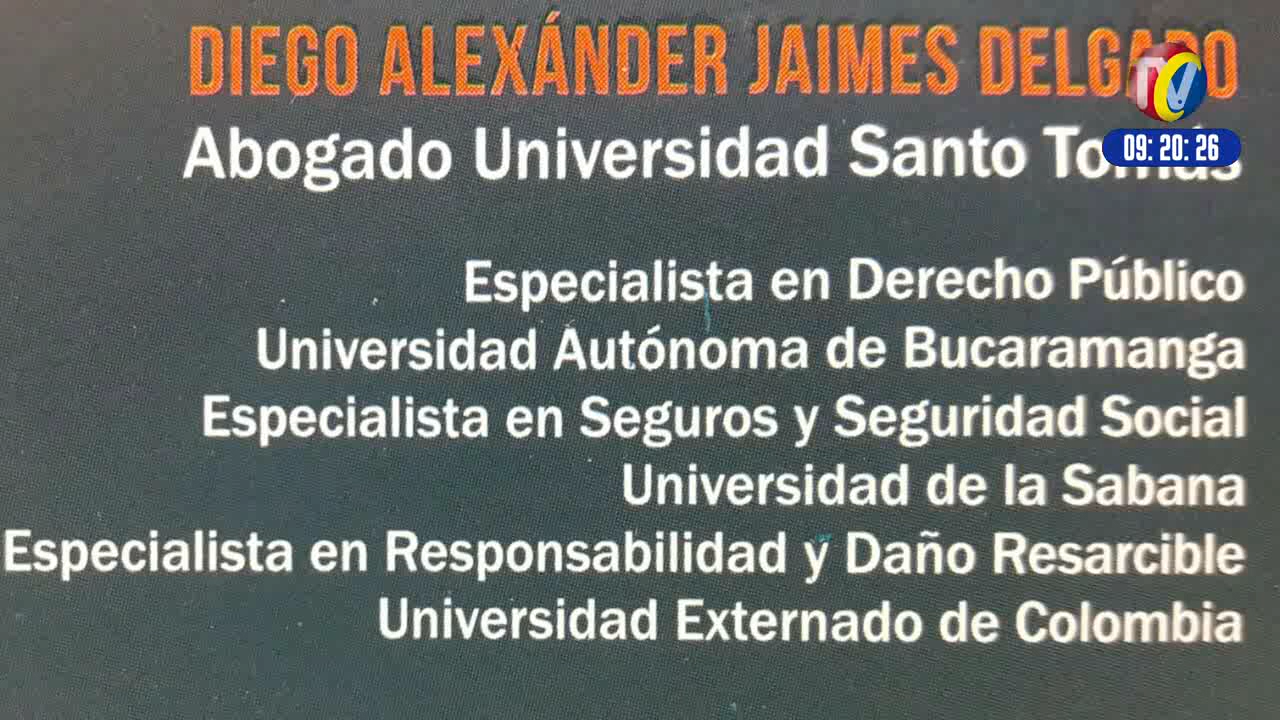 DIEGO ALEXÁNDER JAIMES DELGADO
Abogado Universidad Santo Tomás
09: 20: 26
Especialista en Derecho Público
Universidad Autónoma de Bucaramanga
Especialista en Seguros y Seguridad Social
Universidad de la Sabana
Especialista en Responsabilidad y Daño Resarcible
Universidad Externado de Colombia